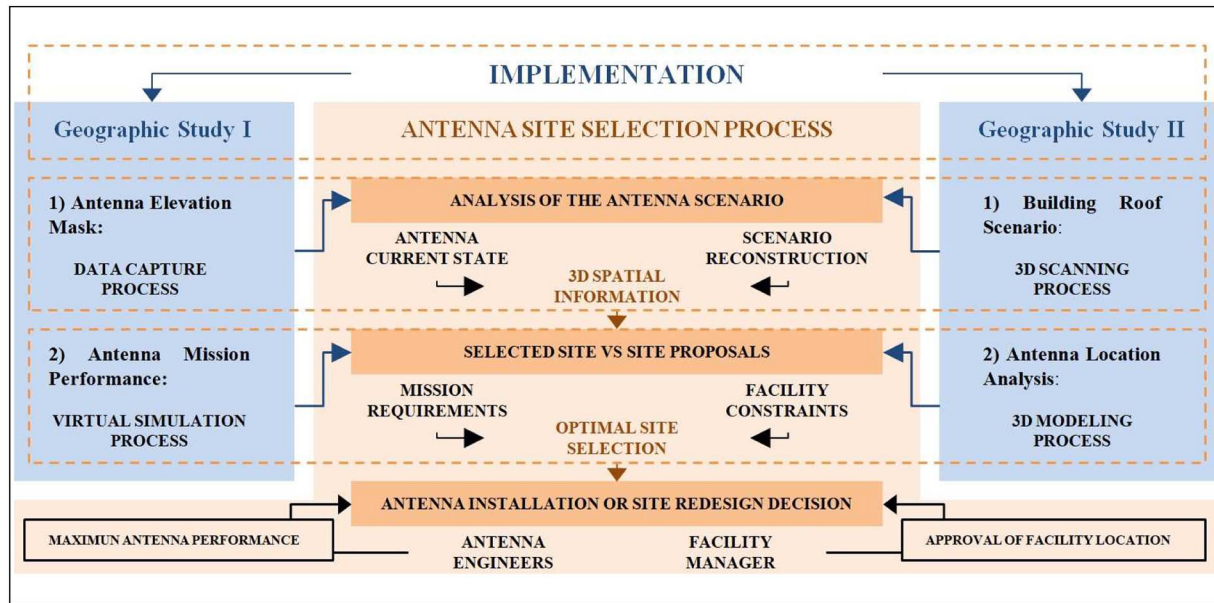 IMPLEMENTATION
Geographic Study I
ANTENNA SITE SELECTION PROCESS
Geographic Study II
1) Antenna Elevation
Mask:
DATA CAPTURE
PROCESS
ANALYSIS OF THE ANTENNA SCENARIO
ANTENNA
CURRENT STATE
SCENARIO
RECONSTRUCTION
3D SPATIAL
INFORMATION
1) Building Roof
Scenario:
3D SCANNING
PROCESS
2) Antenna Mission
Performance:
VIRTUAL SIMULATION
PROCESS
SELECTED SITE VS SITE PROPOSALS
MISSION
REQUIREMENTS
FACILITY
CONSTRAINTS
OPTIMAL SITE
SELECTION
2) Antenna Location
Analysis:
3D MODELING
PROCESS
ANTENNA INSTALLATION OR SITE REDESIGN DECISION
MAXIMUN ANTENNA PERFORMANCE
ANTENNA
ENGINEERS
FACILITY
MANAGER
APPROVAL OF FACILITY LOCATION